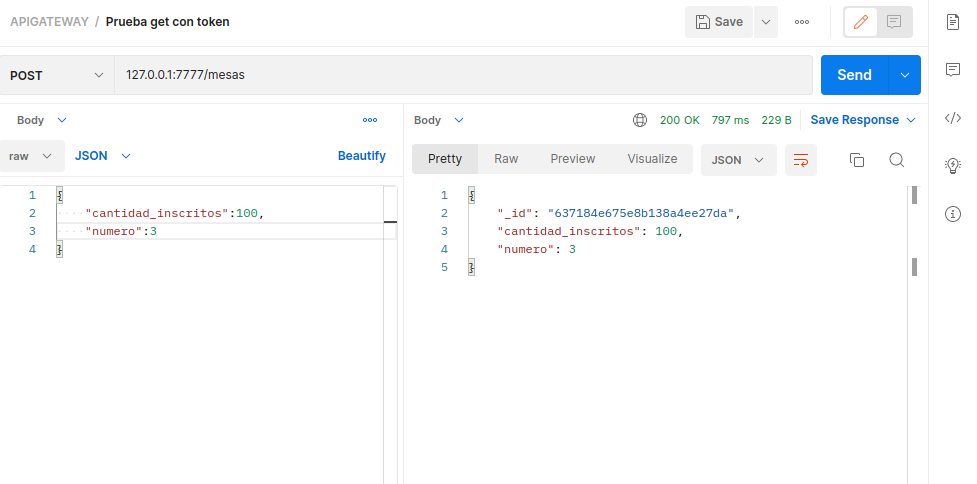 APIGATEWAY / Prueba get con token
Save
POST
127.0.0.1:7777/mesas
Send
Body
raw
JSON
Beautify
1 {
2 "cantidad_inscritos":100,
3 "numero":3
4 }
Body
200 OK 797 ms 229 B
Save Response
Pretty Raw Preview Visualize JSON
1 {
2 "_id": "637184e675e8b138a4ee27da",
3 "cantidad_inscritos": 100,
4 "numero": 3
5 }